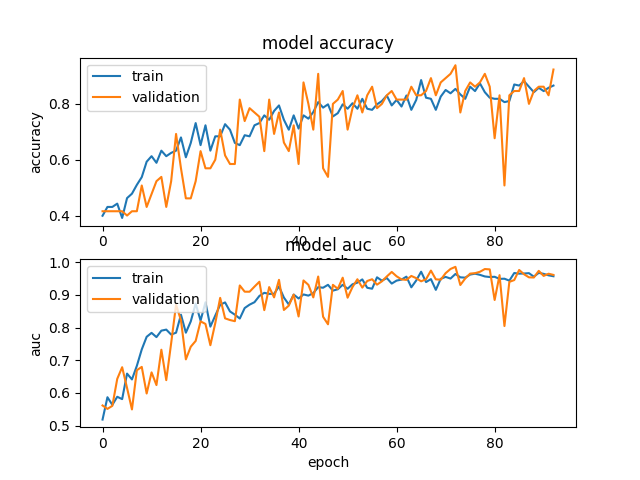 model accuracy
train
validation
0.8
0.6
0.4
accuracy
0 20 40 60 80
epoch
model auc
train
validation
1.0
0.9
0.8
0.7
0.6
0.5
auc
0 20 40 60 80
epoch